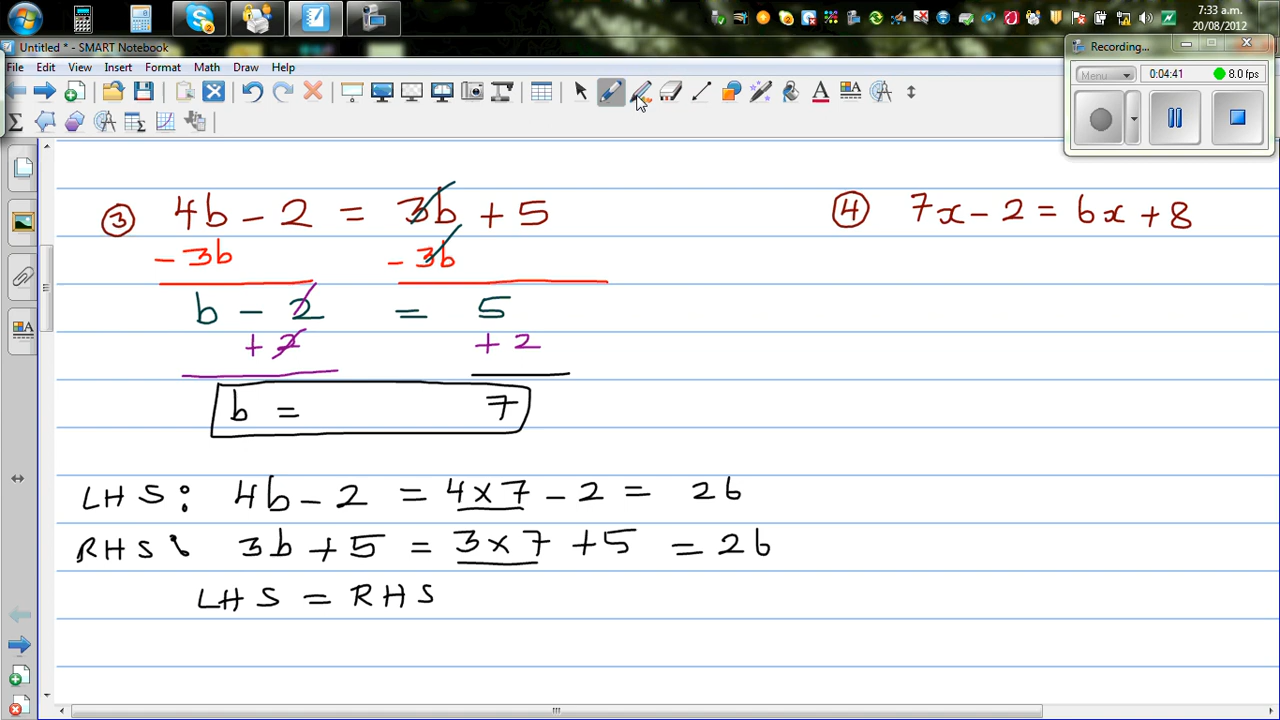 7:33 a.m.
20/08/2012
Untitled * - SMART Notebook
File Edit View Insert Format Math Draw Help
Recording...
Menu
0:04:41
8.0 fps
③ 4b - 2 = 3b + 5
- 3b - 3b
b - 2 = 5
+ 2 + 2
b = 7
LHS: 4b - 2 = 4 x 7 - 2 = 26
RHS: 3b + 5 = 3 x 7 + 5 = 26
LHS = RHS
④ 7x - 2 = 6x + 8